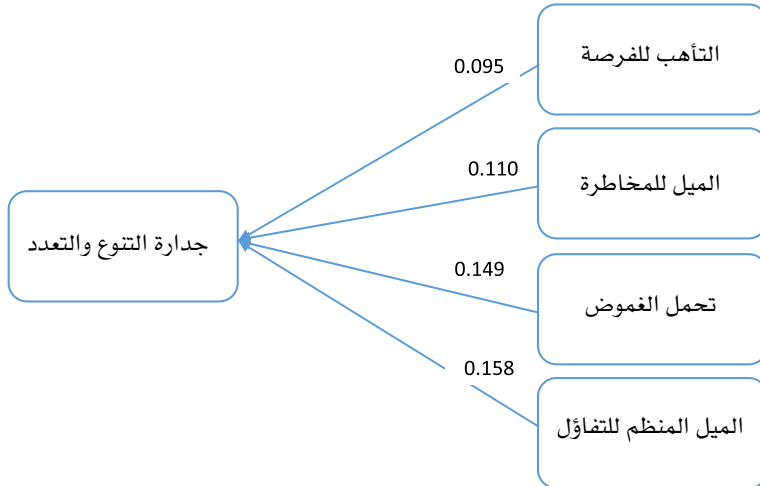 التأهب للفرصة
0.095
الميل للمخاطرة
0.110
جدارة التنوع والتعدد
تحمل الغموض
0.149
الميل المنظم للتفاؤل
0.158